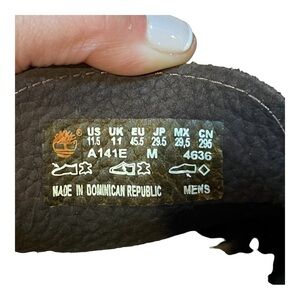 US UK EU JP MX CN
11.5 11 45.5 29.5 29,5 295
A141E M 4636
MADE IN DOMINICAN REPUBLIC MENS